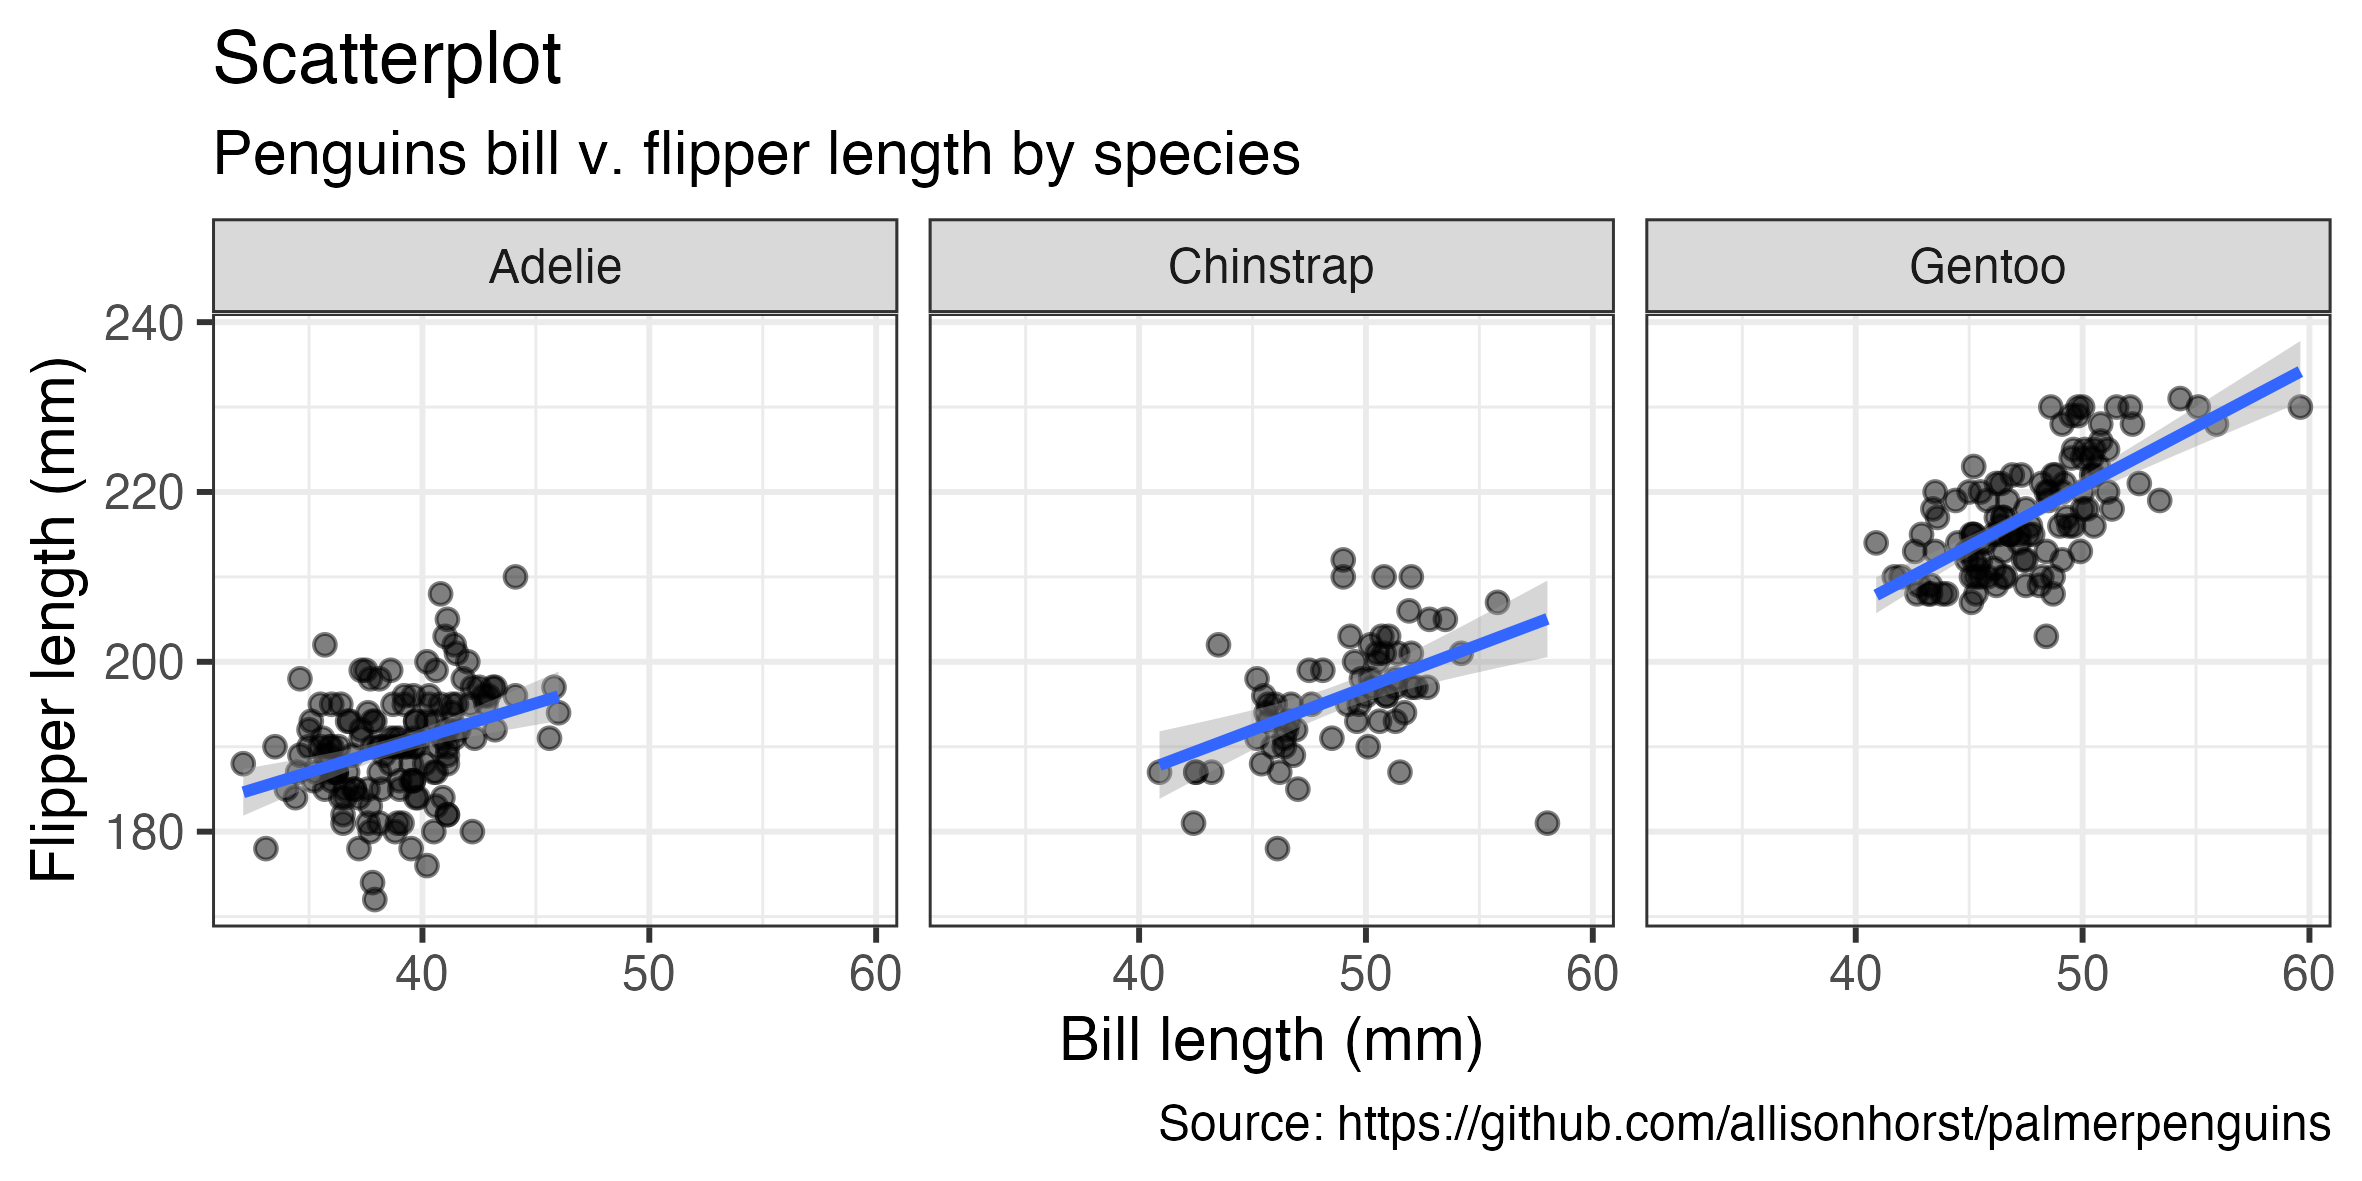 Scatterplot
Penguins bill v. flipper length by species
Adelie
Chinstrap
Gentoo
Flipper length (mm)
240
220
200
180
40 50 60
40 50 60
40 50 60
Bill length (mm)
Source: https://github.com/allisonhorst/palmerpenguins